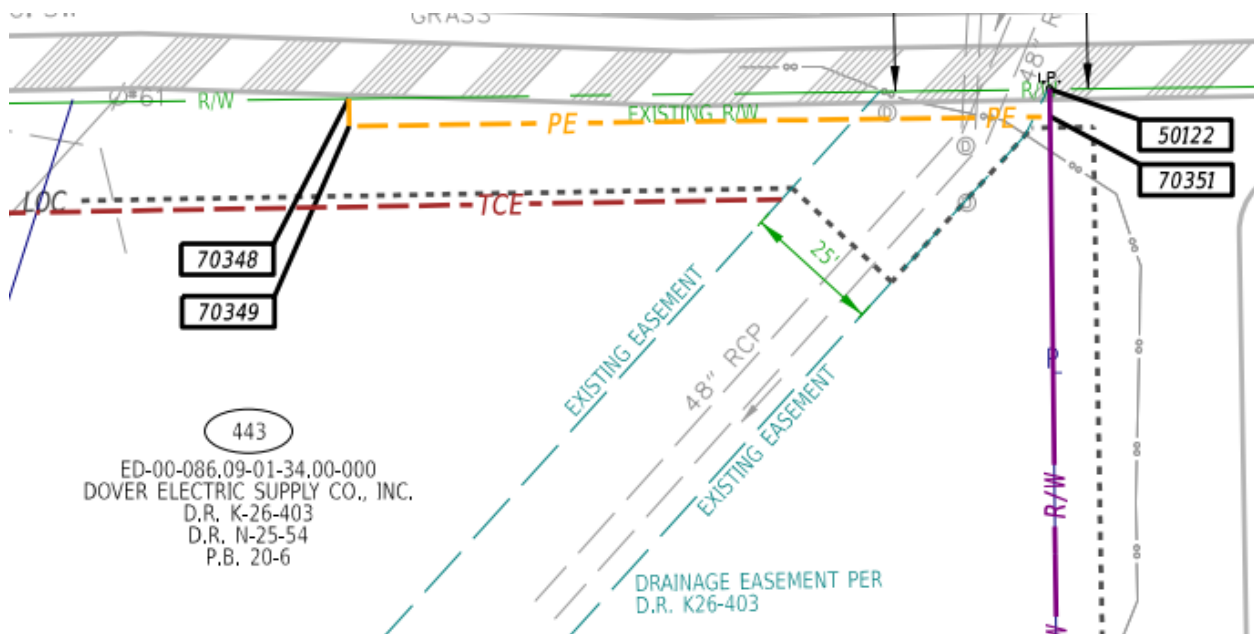 GRASS
48" R
#61
I.P.
R/W
R/W
EXISTING R/W
PE
PE
50122
70351
LOC
TCE
70348
25'
70349
EXISTING EASEMENT
48" RCP
EXISTING EASEMENT
443
ED-00-086.09-01-34.00-000
DOVER ELECTRIC SUPPLY CO., INC.
D.R. K-26-403
D.R. N-25-54
P.B. 20-6
R/W
DRAINAGE EASEMENT PER
D.R. K26-403